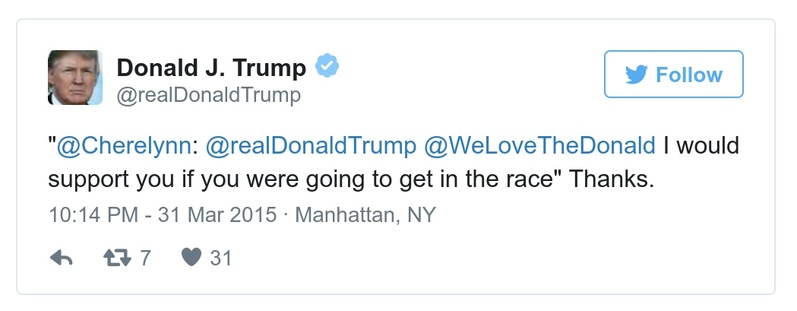 Donald J. Trump
@realDonaldTrump
Follow
"@Cherelynn: @realDonaldTrump @WeLoveTheDonald I would
support you if you were going to get in the race" Thanks.
10:14 PM - 31 Mar 2015 · Manhattan, NY
7 31